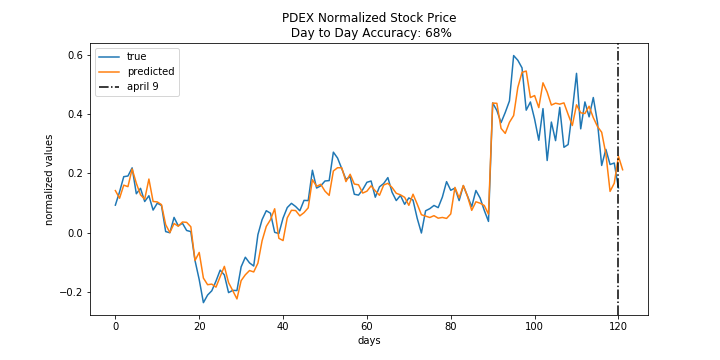 PDEX Normalized Stock Price
Day to Day Accuracy: 68%
true
predicted
april 9
normalized values
0.6
0.4
0.2
0.0
−0.2
0
20
40
60
80
100
120
days